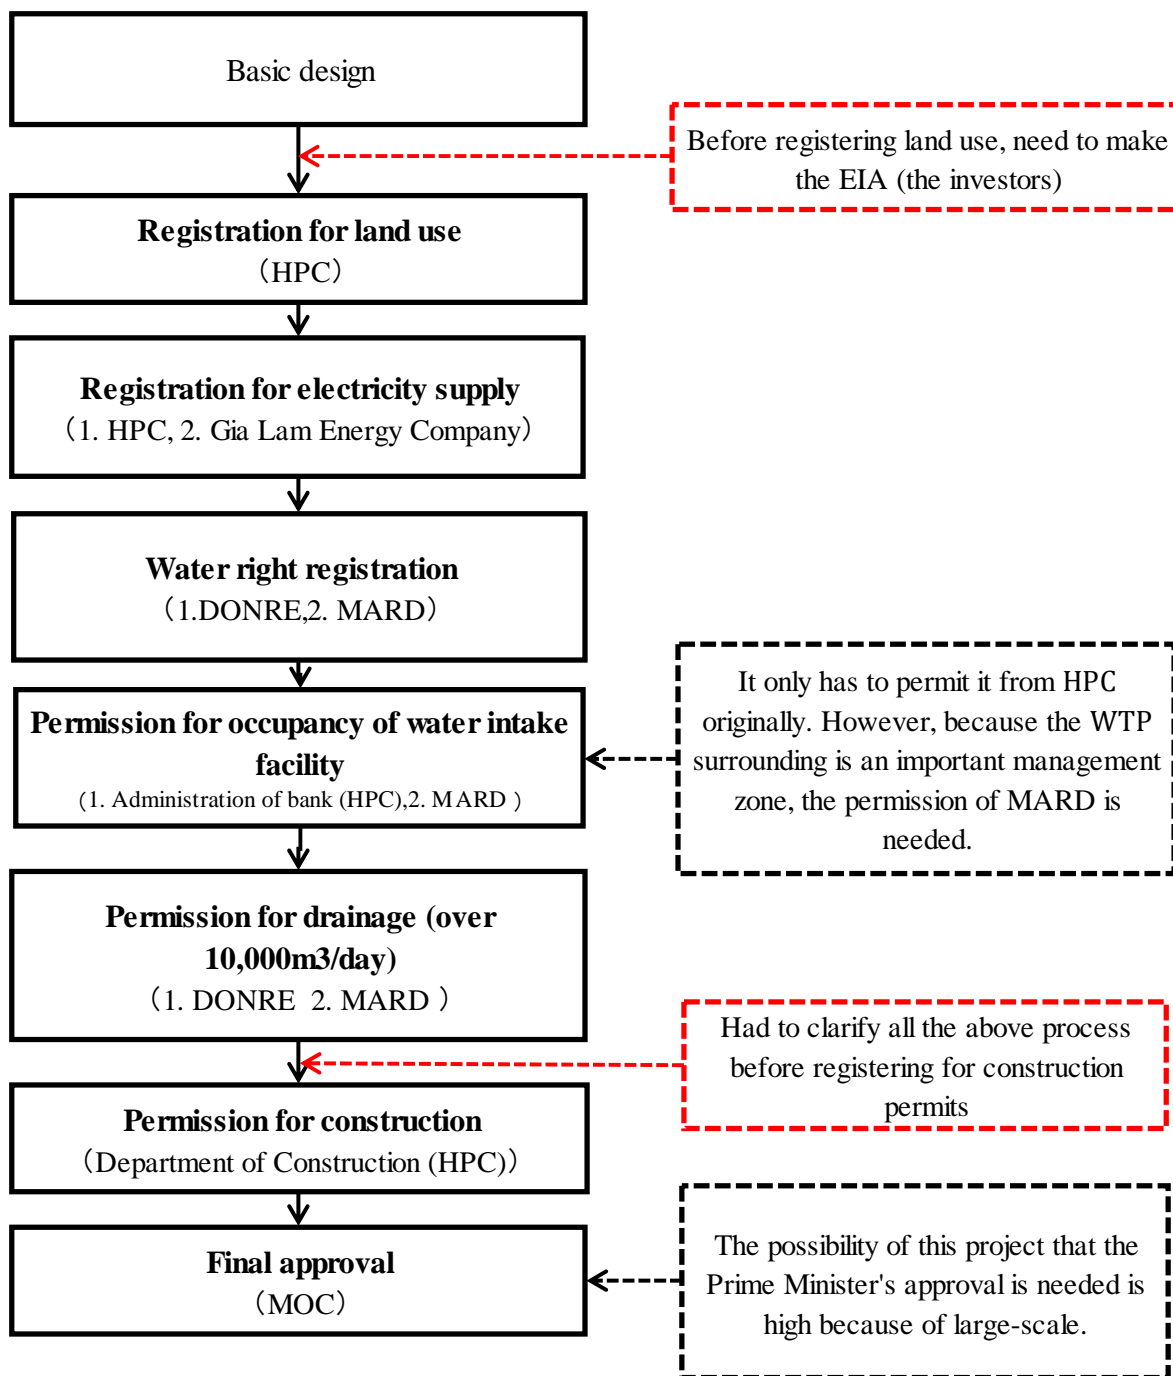 Basic design
Before registering land use, need to make
the EIA (the investors)
Registration for land use
（HPC）
Registration for electricity supply
（1. HPC, 2. Gia Lam Energy Company）
Water right registration
（1.DONRE,2. MARD）
It only has to permit it from HPC
originally. However, because the WTP
surrounding is an important management
zone, the permission of MARD is
needed.
Permission for occupancy of water intake
facility
（1. Administration of bank (HPC),2. MARD ）
Permission for drainage (over
10,000m3/day)
（1. DONRE  2. MARD ）
Had to clarify all the above process
before registering for construction
permits
Permission for construction
（Department of Construction (HPC)）
Final approval
（MOC）
The possibility of this project that the
Prime Minister's approval is needed is
high because of large-scale.